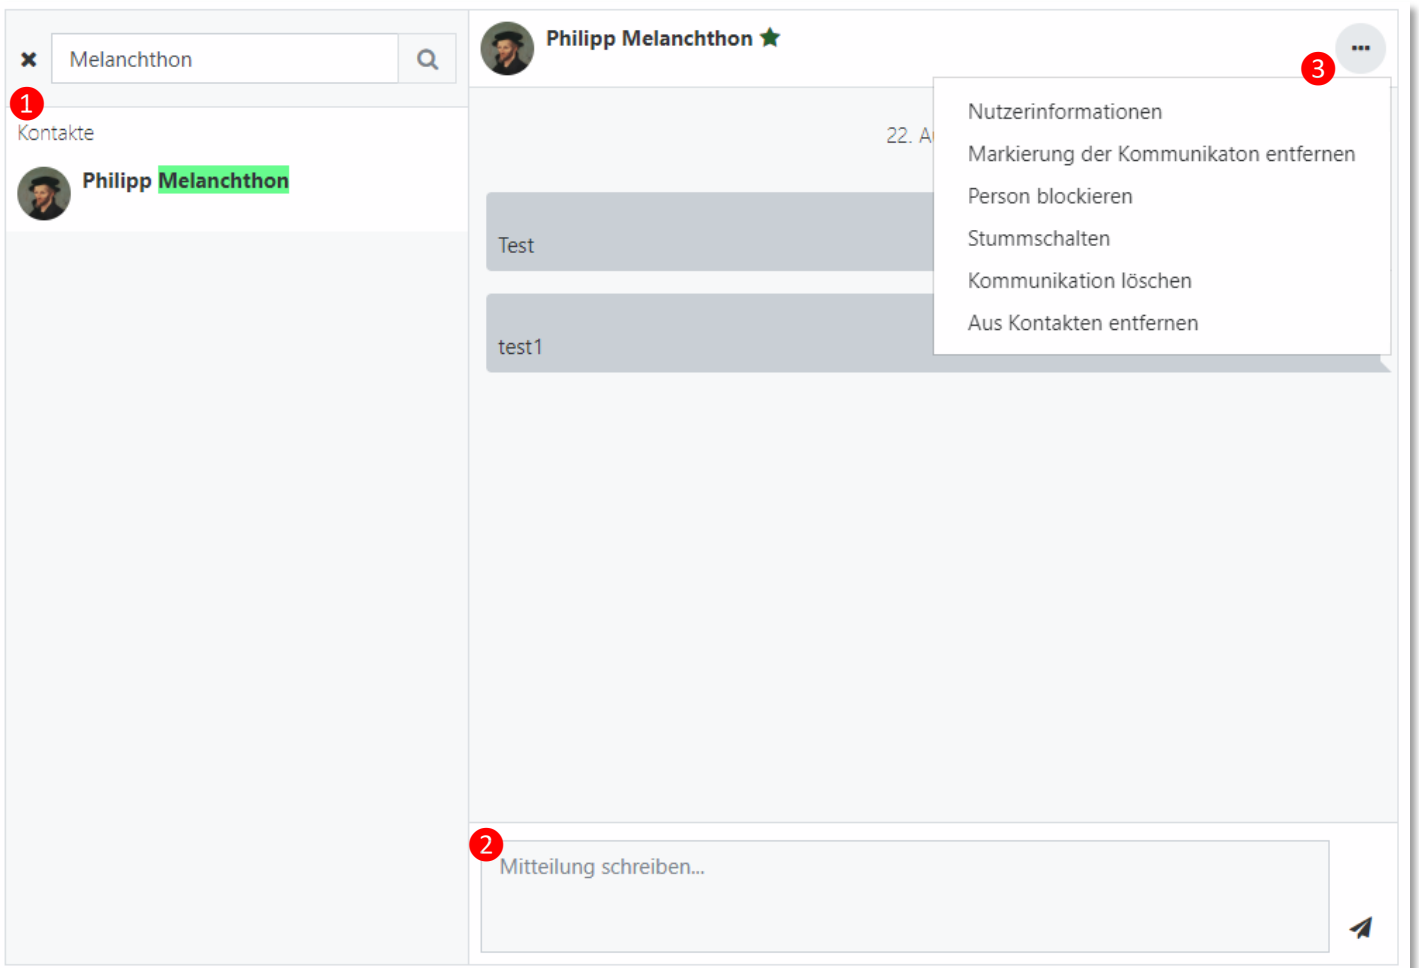 Melanchthon
1
Kontakte
Philipp Melanchthon
Philipp Melanchthon
3
Nutzerinformationen
Markierung der Kommunikaton entfernen
Person blockieren
Stummschalten
Kommunikation löschen
Aus Kontakten entfernen
22.
Test
test1
2
Mitteilung schreiben...